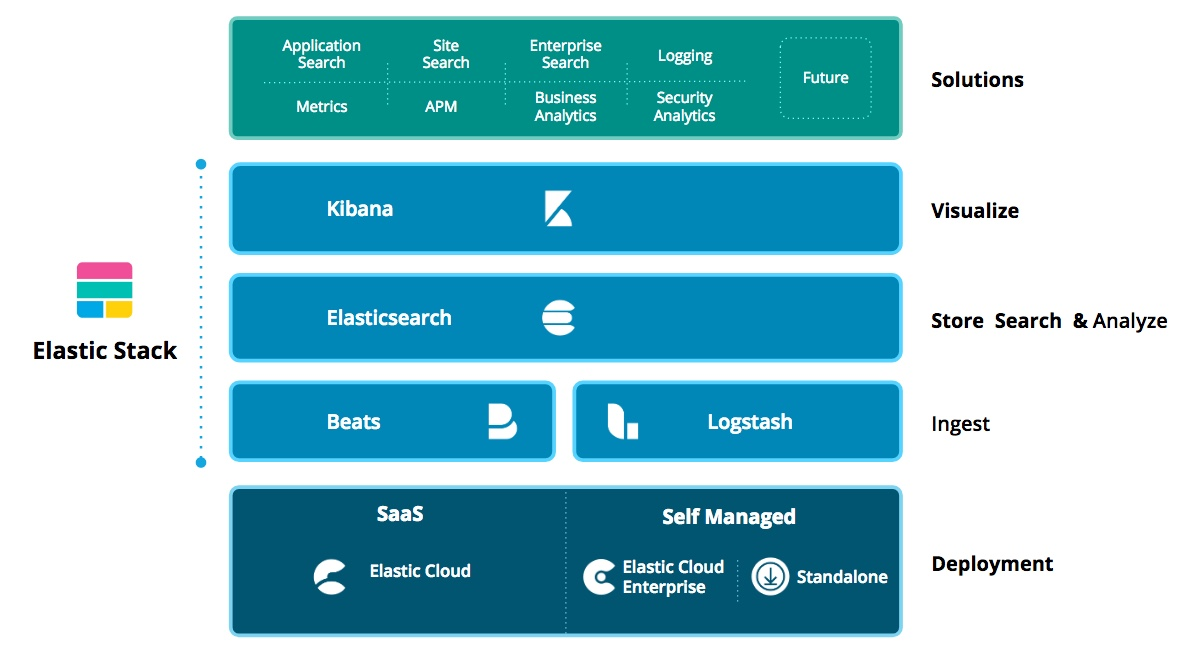 Application
Search
Site
Search
Enterprise
Search
Logging
Metrics
APM
Business
Analytics
Security
Analytics
Future
Solutions
Kibana
Visualize
Elastic Stack
Elasticsearch
Store Search & Analyze
Beats
Logstash
Ingest
SaaS
Elastic Cloud
Self Managed
Elastic Cloud
Enterprise
Standalone
Deployment